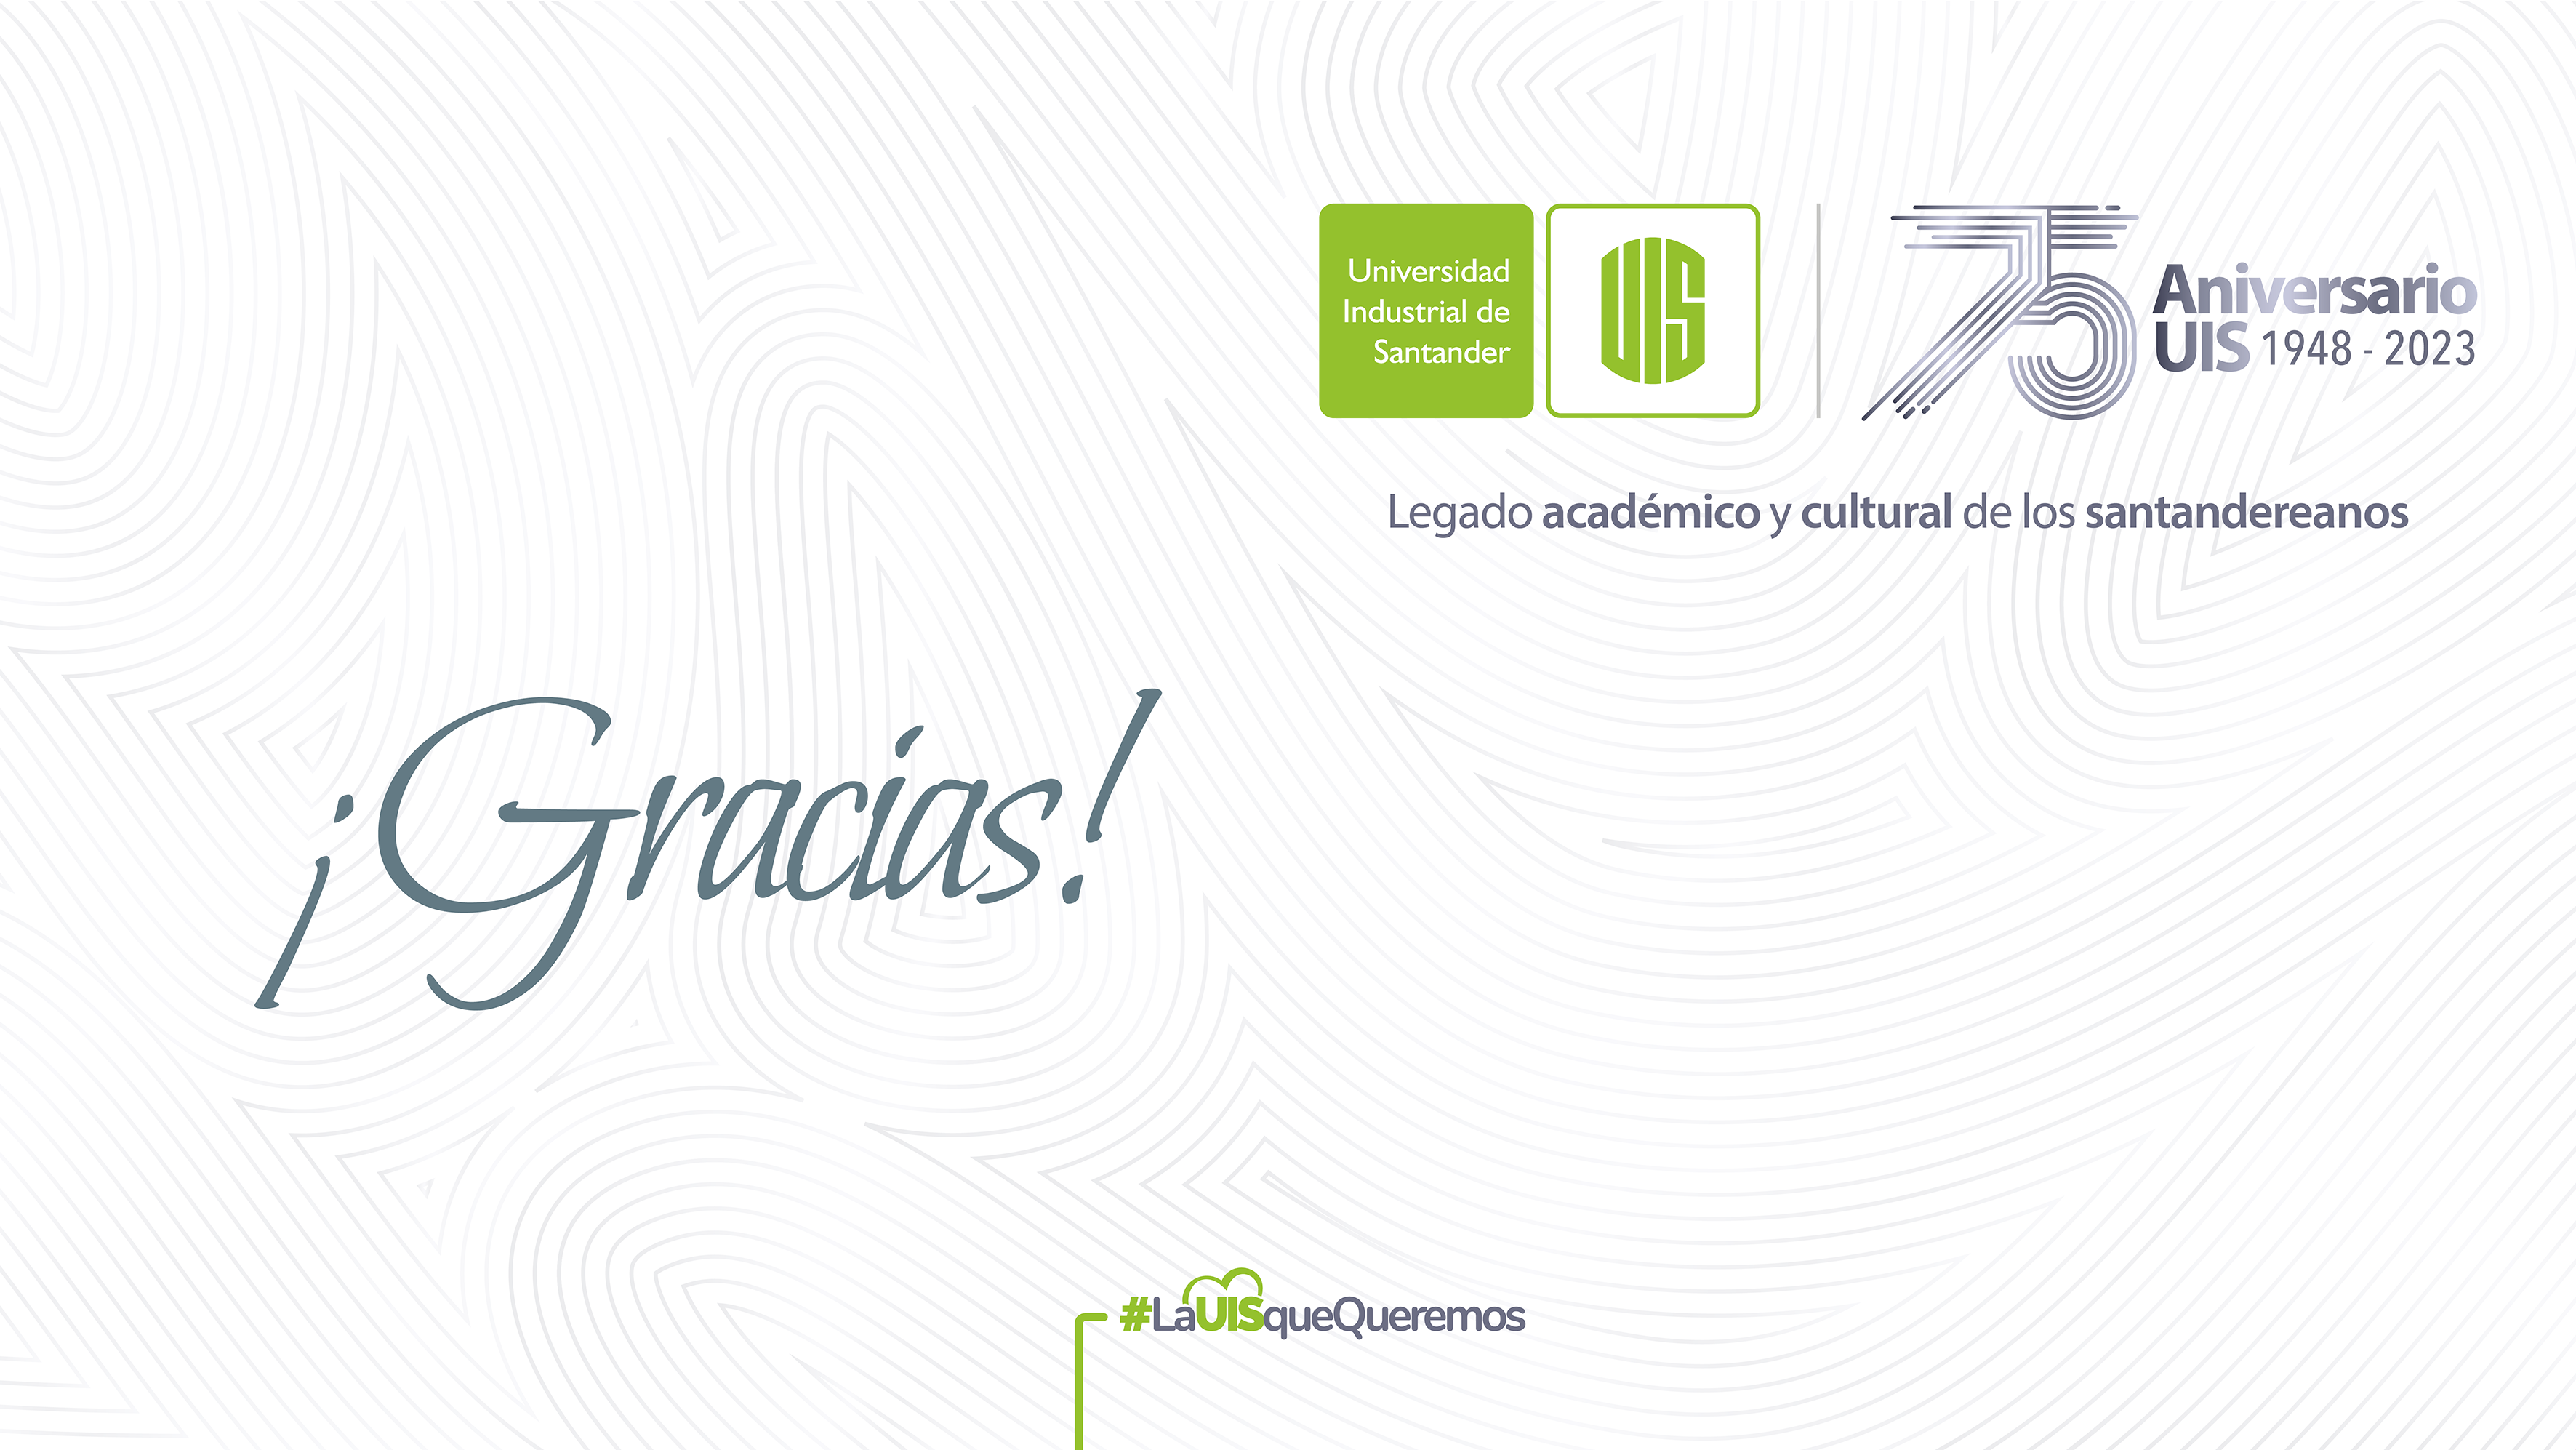 Universidad
Industrial de
Santander
UIS
75
Aniversario
UIS 1948 - 2023
Legado académico y cultural de los santandereanos
¡Gracias!
#LaUISqueQueremos